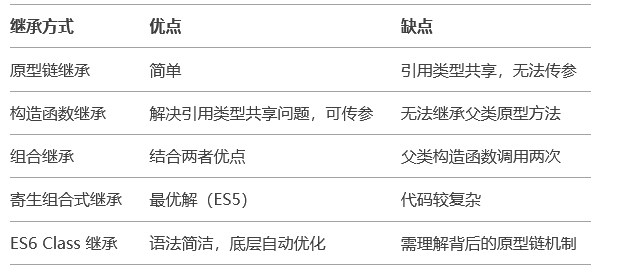 继承方式 优点 缺点
原型链继承 简单 引用类型共享，无法传参
构造函数继承 解决引用类型共享问题，可传参 无法继承父类原型方法
组合继承 结合两者优点 父类构造函数调用两次
寄生组合式继承 最优解（ES5） 代码较复杂
ES6 Class 继承 语法简洁，底层自动优化 需理解背后的原型链机制